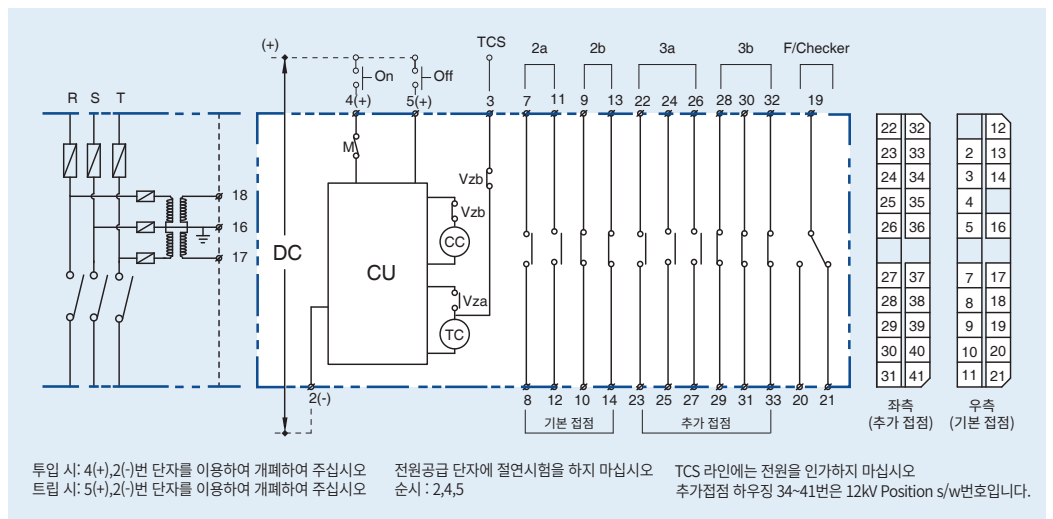 (+)
TCS
2a
2b
3a
3b
F/Checker
On
Off
R S T
4(+) 5(+) 3 7 11 9 13 22 24 26 28 30 32 19
M
Vzb
Vzb
CC
18
16
17
DC
CU
Vza
TC
2(-)
8 12 10 14 23 25 27 29 31 33 20 21
기본 접점
추가 접점
22 32
23 33
24 34
25 35
26 36
27 37
28 38
29 39
30 40
31 41
좌측
(추가 접점)
12
2 13
3 14
4
5 16
7 17
8 18
9 19
10 20
11 21
우측
(기본 접점)
투입 시: 4(+),2(-)번 단자를 이용하여 개폐하여 주십시오
트립 시: 5(+),2(-)번 단자를 이용하여 개폐하여 주십시오
전원공급 단자에 절연시험을 하지 마십시오
순시 : 2,4,5
TCS 라인에는 전원을 인가하지 마십시오
추가접점 하우징 34~41번은 12kV Position s/w번호입니다.